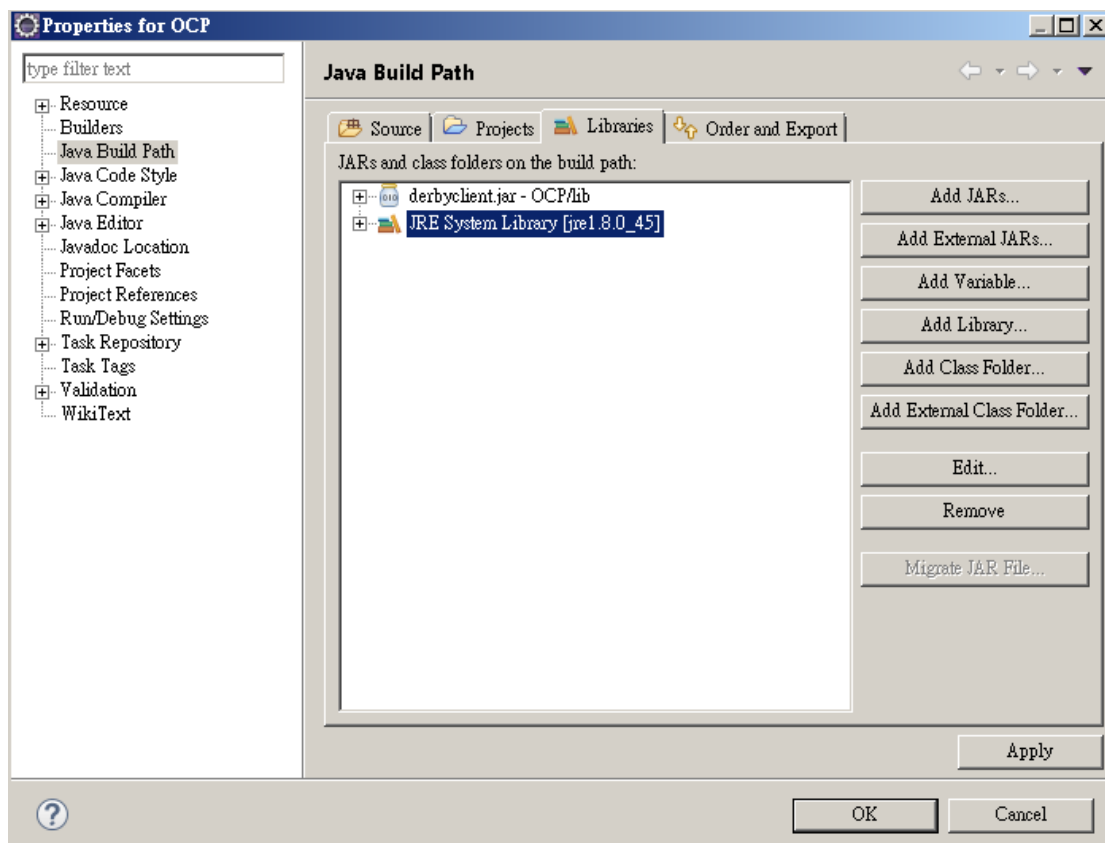 Properties for OCP
type filter text
Resource
Builders
Java Build Path
Java Code Style
Java Compiler
Java Editor
Javadoc Location
Project Facets
Project References
Run/Debug Settings
Task Repository
Task Tags
Validation
WikiText
Java Build Path
Source
Projects
Libraries
Order and Export
JARs and class folders on the build path:
derbyclient.jar - OCP/lib
JRE System Library [jre1.8.0_45]
Add JARs...
Add External JARs...
Add Variable...
Add Library...
Add Class Folder...
Add External Class Folder...
Edit...
Remove
Migrate JAR File...
Apply
OK
Cancel